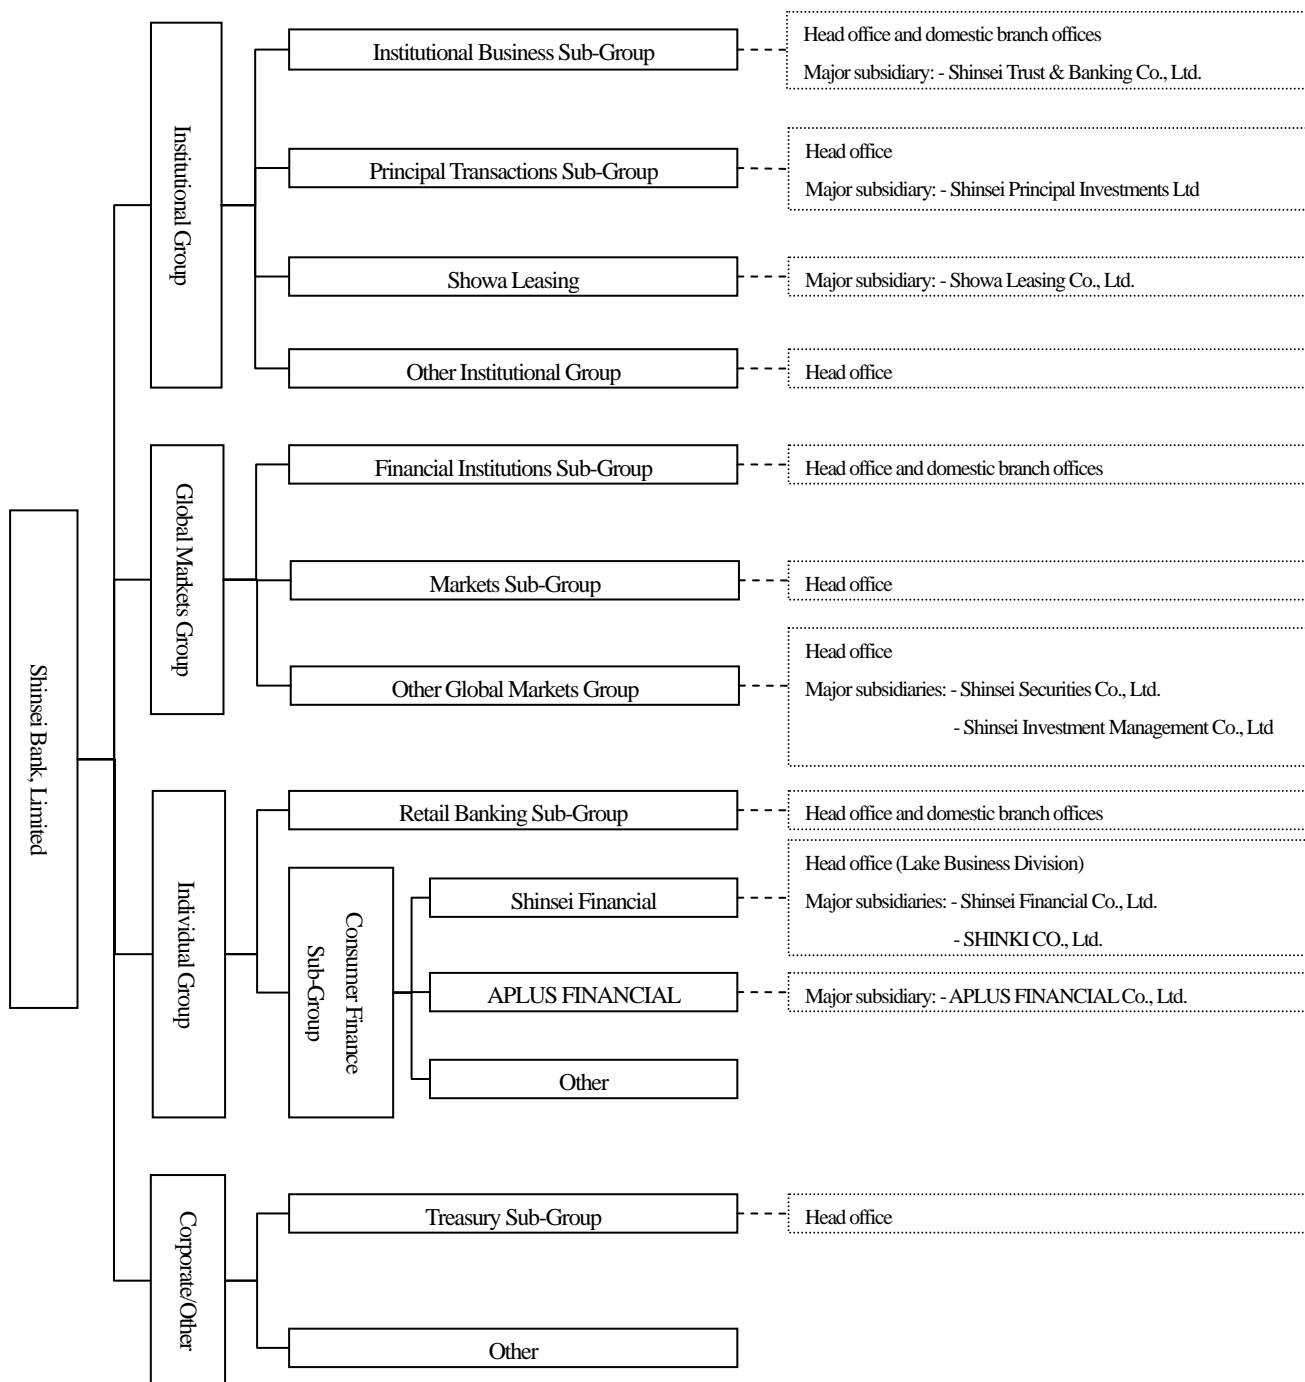 Shinsei Bank, Limited
Institutional Group
Institutional Business Sub-Group
Head office and domestic branch offices
Major subsidiary: - Shinsei Trust & Banking Co., Ltd.
Principal Transactions Sub-Group
Head office
Major subsidiary: - Shinsei Principal Investments Ltd
Showa Leasing
Major subsidiary: - Showa Leasing Co., Ltd.
Other Institutional Group
Head office
Global Markets Group
Financial Institutions Sub-Group
Head office and domestic branch offices
Markets Sub-Group
Head office
Other Global Markets Group
Head office
Major subsidiaries: - Shinsei Securities Co., Ltd.
- Shinsei Investment Management Co., Ltd
Individual Group
Retail Banking Sub-Group
Head office and domestic branch offices
Consumer Finance
Sub-Group
Shinsei Financial
Head office (Lake Business Division)
Major subsidiaries: - Shinsei Financial Co., Ltd.
- SHINKI CO., Ltd.
APLUS FINANCIAL
Major subsidiary: - APLUS FINANCIAL Co., Ltd.
Other
Corporate/Other
Treasury Sub-Group
Head office
Other